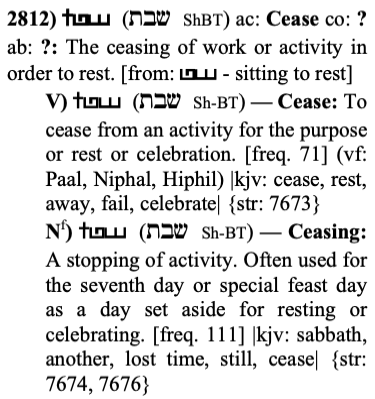 2812) (שבת ShBT) ac: Cease co: ?
ab: ?: The ceasing of work or activity in
order to rest. [from: - sitting to rest]
V) (שבת Sh-BT) — Cease: To
cease from an activity for the purpose
or rest or celebration. [freq. 71] (vf:
Paal, Niphal, Hiphil) |kjv: cease, rest,
away, fail, celebrate| {str: 7673}
Nᶠ) (שבת Sh-BT) — Ceasing:
A stopping of activity. Often used for
the seventh day or special feast day
as a day set aside for resting or
celebrating. [freq. 111] |kjv: sabbath,
another, lost time, still, cease| {str:
7674, 7676}